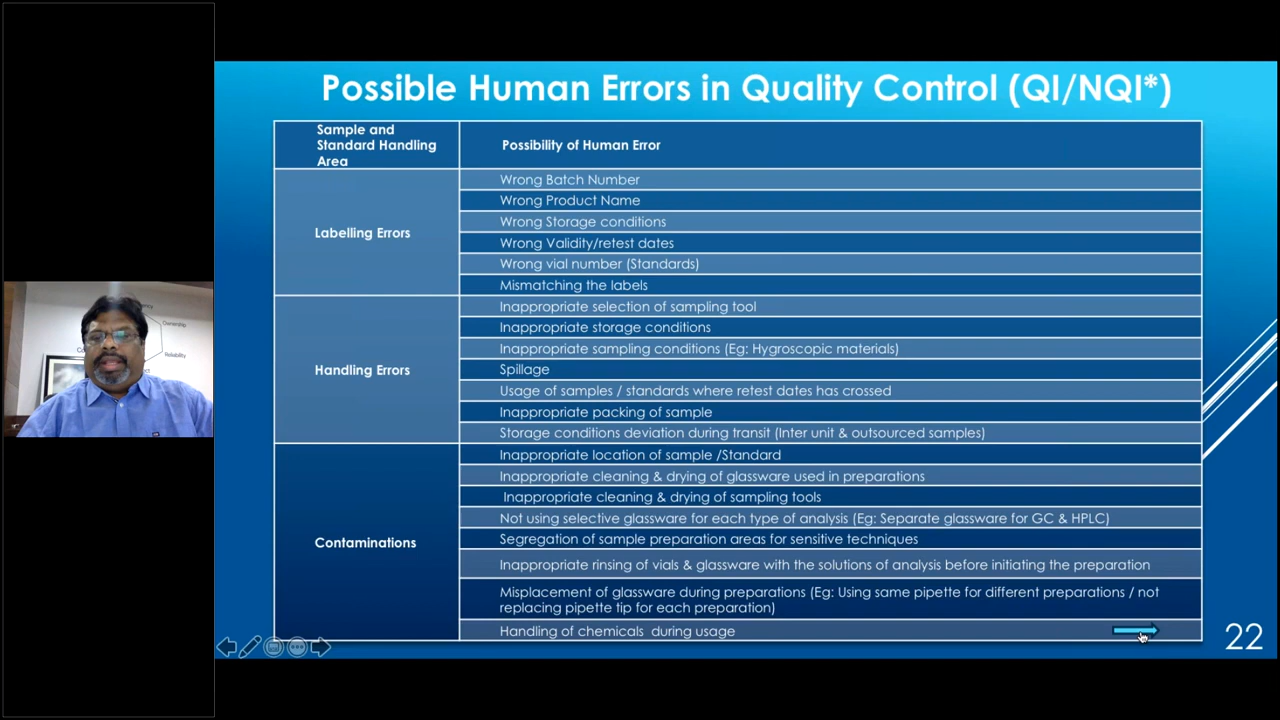 Possible Human Errors in Quality Control (QI/NQI*)
Sample and
Standard Handling
Area
Possibility of Human Error
Labelling Errors
Wrong Batch Number
Wrong Product Name
Wrong Storage conditions
Wrong Validity/retest dates
Wrong vial number (Standards)
Mismatching the labels
Handling Errors
Inappropriate selection of sampling tool
Inappropriate storage conditions
Inappropriate sampling conditions (Eg: Hygroscopic materials)
Spillage
Usage of samples / standards where retest dates has crossed
Inappropriate packing of sample
Storage conditions deviation during transit (Inter unit & outsourced samples)
Contaminations
Inappropriate location of sample /Standard
Inappropriate cleaning & drying of glassware used in preparations
Inappropriate cleaning & drying of sampling tools
Not using selective glassware for each type of analysis (Eg: Separate glassware for GC & HPLC)
Segregation of sample preparation areas for sensitive techniques
Inappropriate rinsing of vials & glassware with the solutions of analysis before initiating the preparation
Misplacement of glassware during preparations (Eg: Using same pipette for different preparations / not
replacing pipette tip for each preparation)
Handling of chemicals during usage
22
Ownership
Reliability